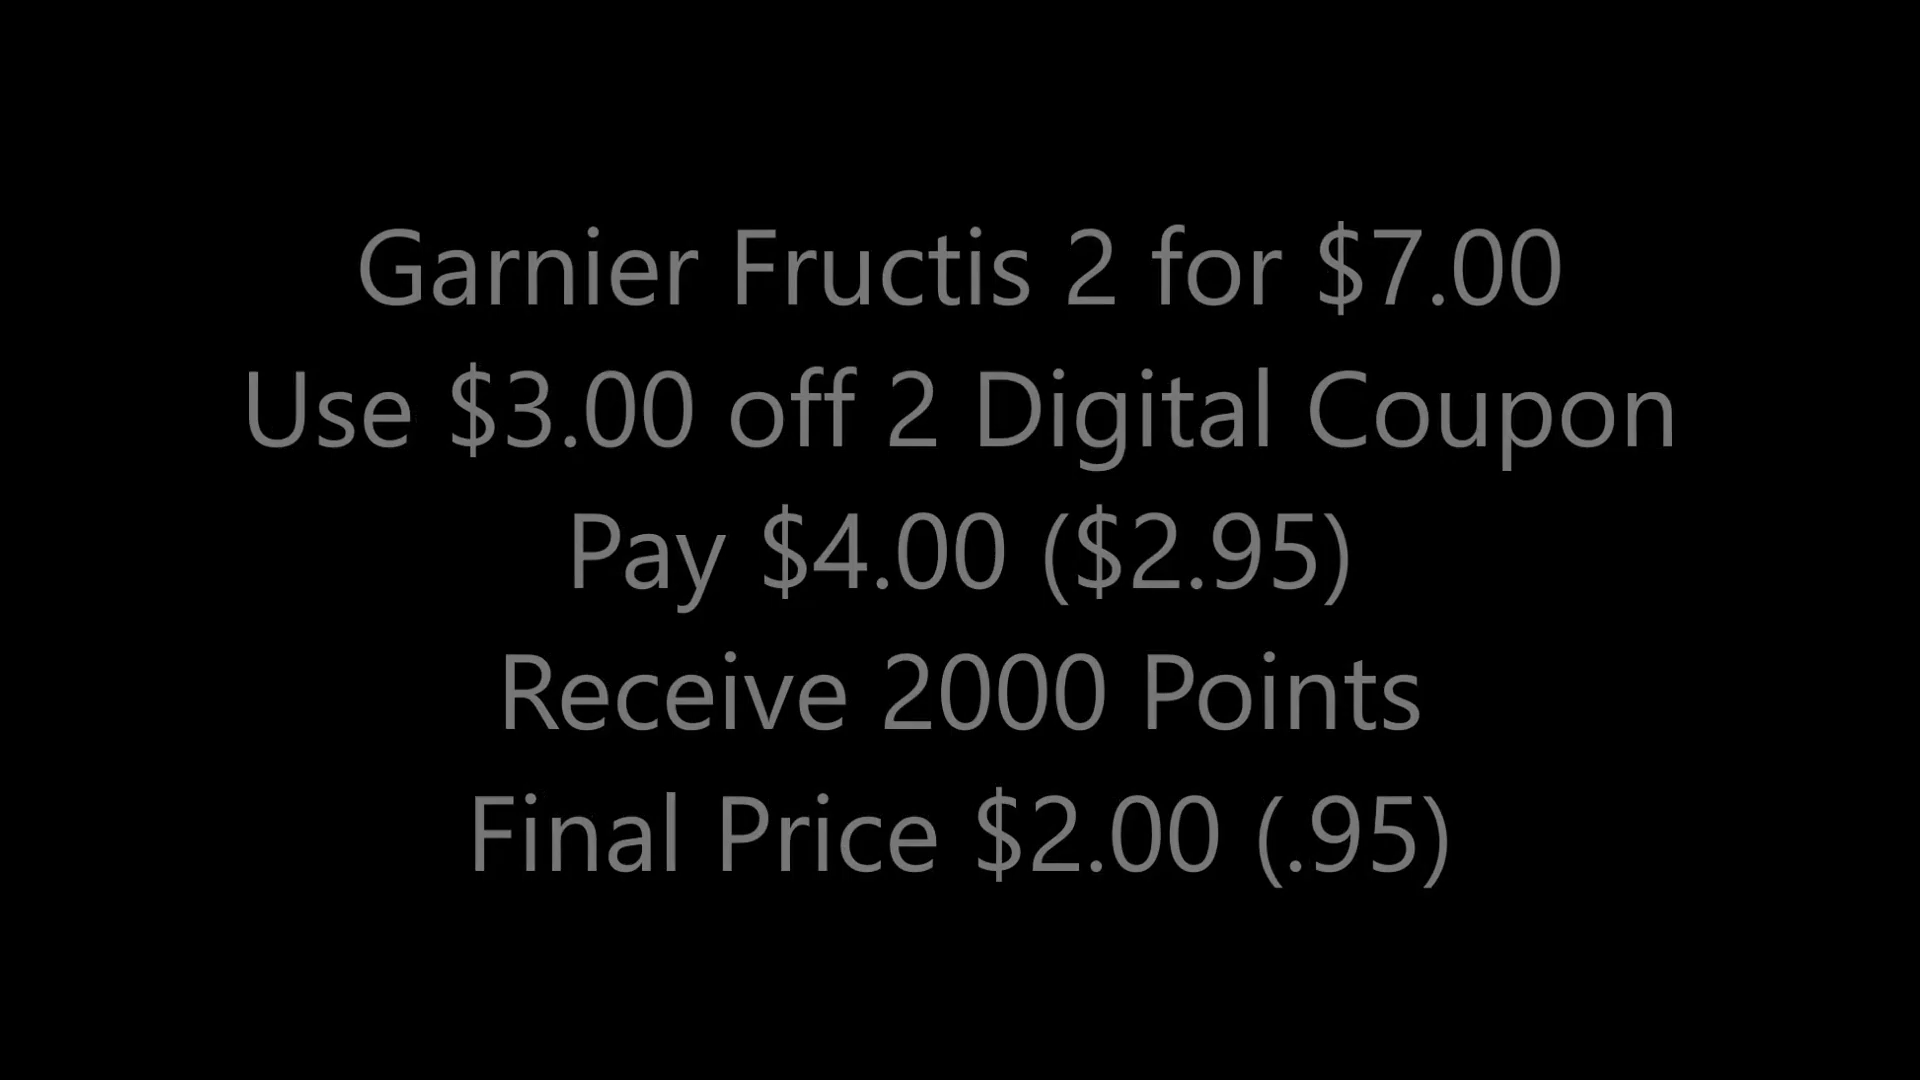 Garnier Fructis 2 for $7.00
Use $3.00 off 2 Digital Coupon
Pay $4.00 ($2.95)
Receive 2000 Points
Final Price $2.00 (.95)